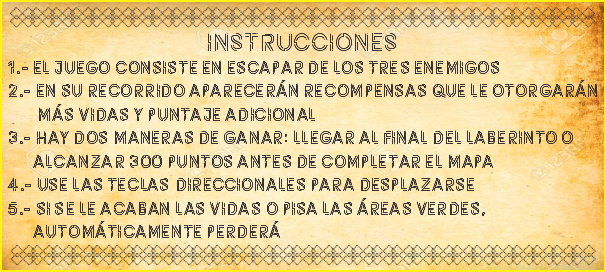 INSTRUCCIONES
1.- EL JUEGO CONSISTE EN ESCAPAR DE LOS TRES ENEMIGOS
2.- EN SU RECORRIDO APARECERÁN RECOMPENSAS QUE LE OTORGARÁN
MÁS VIDAS Y PUNTAJE ADICIONAL
3.- HAY DOS MANERAS DE GANAR: LLEGAR AL FINAL DEL LABERINTO O
ALCANZAR 300 PUNTOS ANTES DE COMPLETAR EL MAPA
4.- USE LAS TECLAS DIRECCIONALES PARA DESPLAZARSE
5.- SI SE LE ACABAN LAS VIDAS O PISA LAS ÁREAS VERDES,
AUTOMÁTICAMENTE PERDERÁ